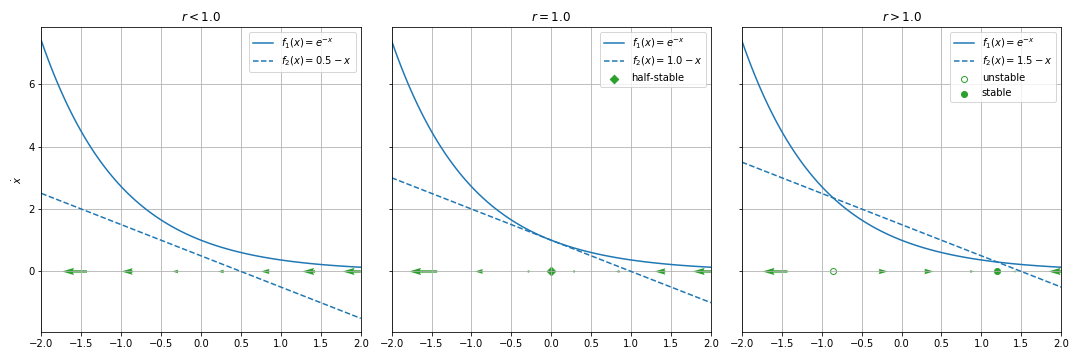 r < 1.0
f₁(x) = e⁻ˣ
f₂(x) = 0.5 − x
6
4
2
0
ẋ
−2.0 −1.5 −1.0 −0.5 0.0 0.5 1.0 1.5 2.0
r = 1.0
f₁(x) = e⁻ˣ
f₂(x) = 1.0 − x
half-stable
−2.0 −1.5 −1.0 −0.5 0.0 0.5 1.0 1.5 2.0
r > 1.0
f₁(x) = e⁻ˣ
f₂(x) = 1.5 − x
unstable
stable
−2.0 −1.5 −1.0 −0.5 0.0 0.5 1.0 1.5 2.0